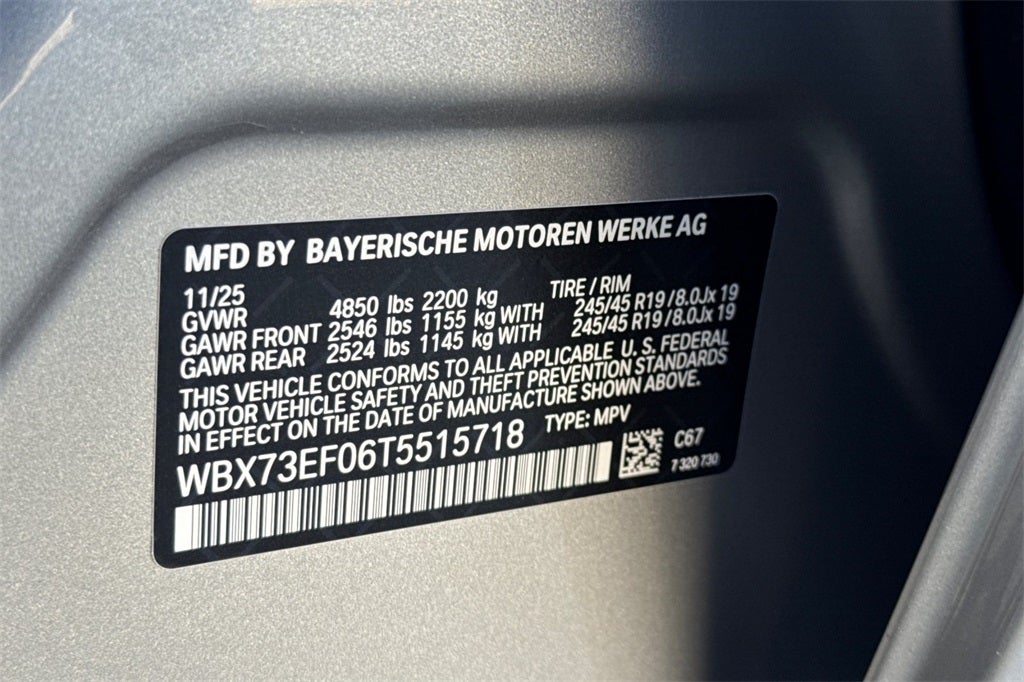 MFD BY BAYERISCHE MOTOREN WERKE AG
11/25 TIRE / RIM
GVWR 4850 lbs 2200 kg
GAWR FRONT 2546 lbs 1155 kg WITH 245/45 R19/8.0Jx 19
GAWR REAR 2524 lbs 1145 kg WITH 245/45 R19/8.0Jx 19
THIS VEHICLE CONFORMS TO ALL APPLICABLE U. S. FEDERAL
MOTOR VEHICLE SAFETY AND THEFT PREVENTION STANDARDS
IN EFFECT ON THE DATE OF MANUFACTURE SHOWN ABOVE.
WBX73EF06T5515718 TYPE: MPV
C67
7 320 730